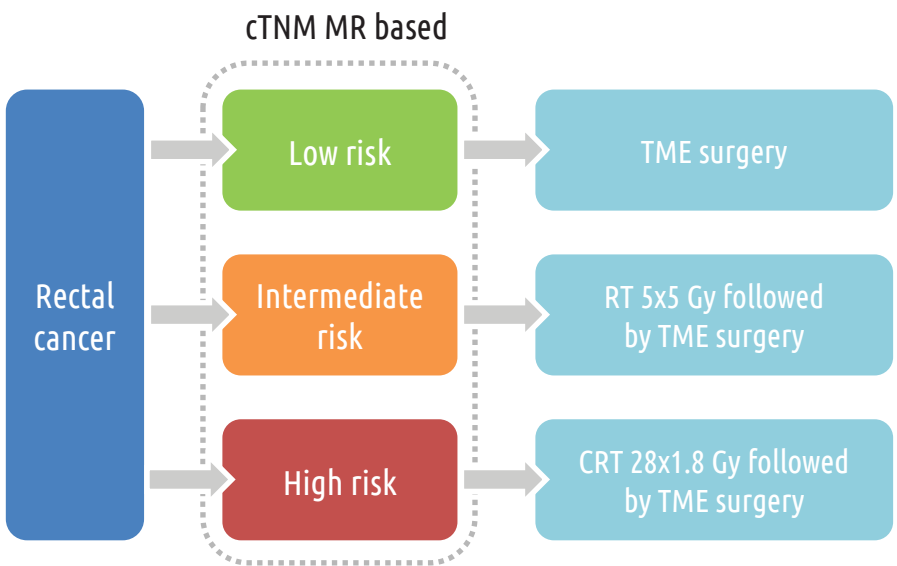 cTNM MR based
Rectal
cancer
Low risk
TME surgery
Intermediate
risk
RT 5x5 Gy followed
by TME surgery
High risk
CRT 28x1.8 Gy followed
by TME surgery